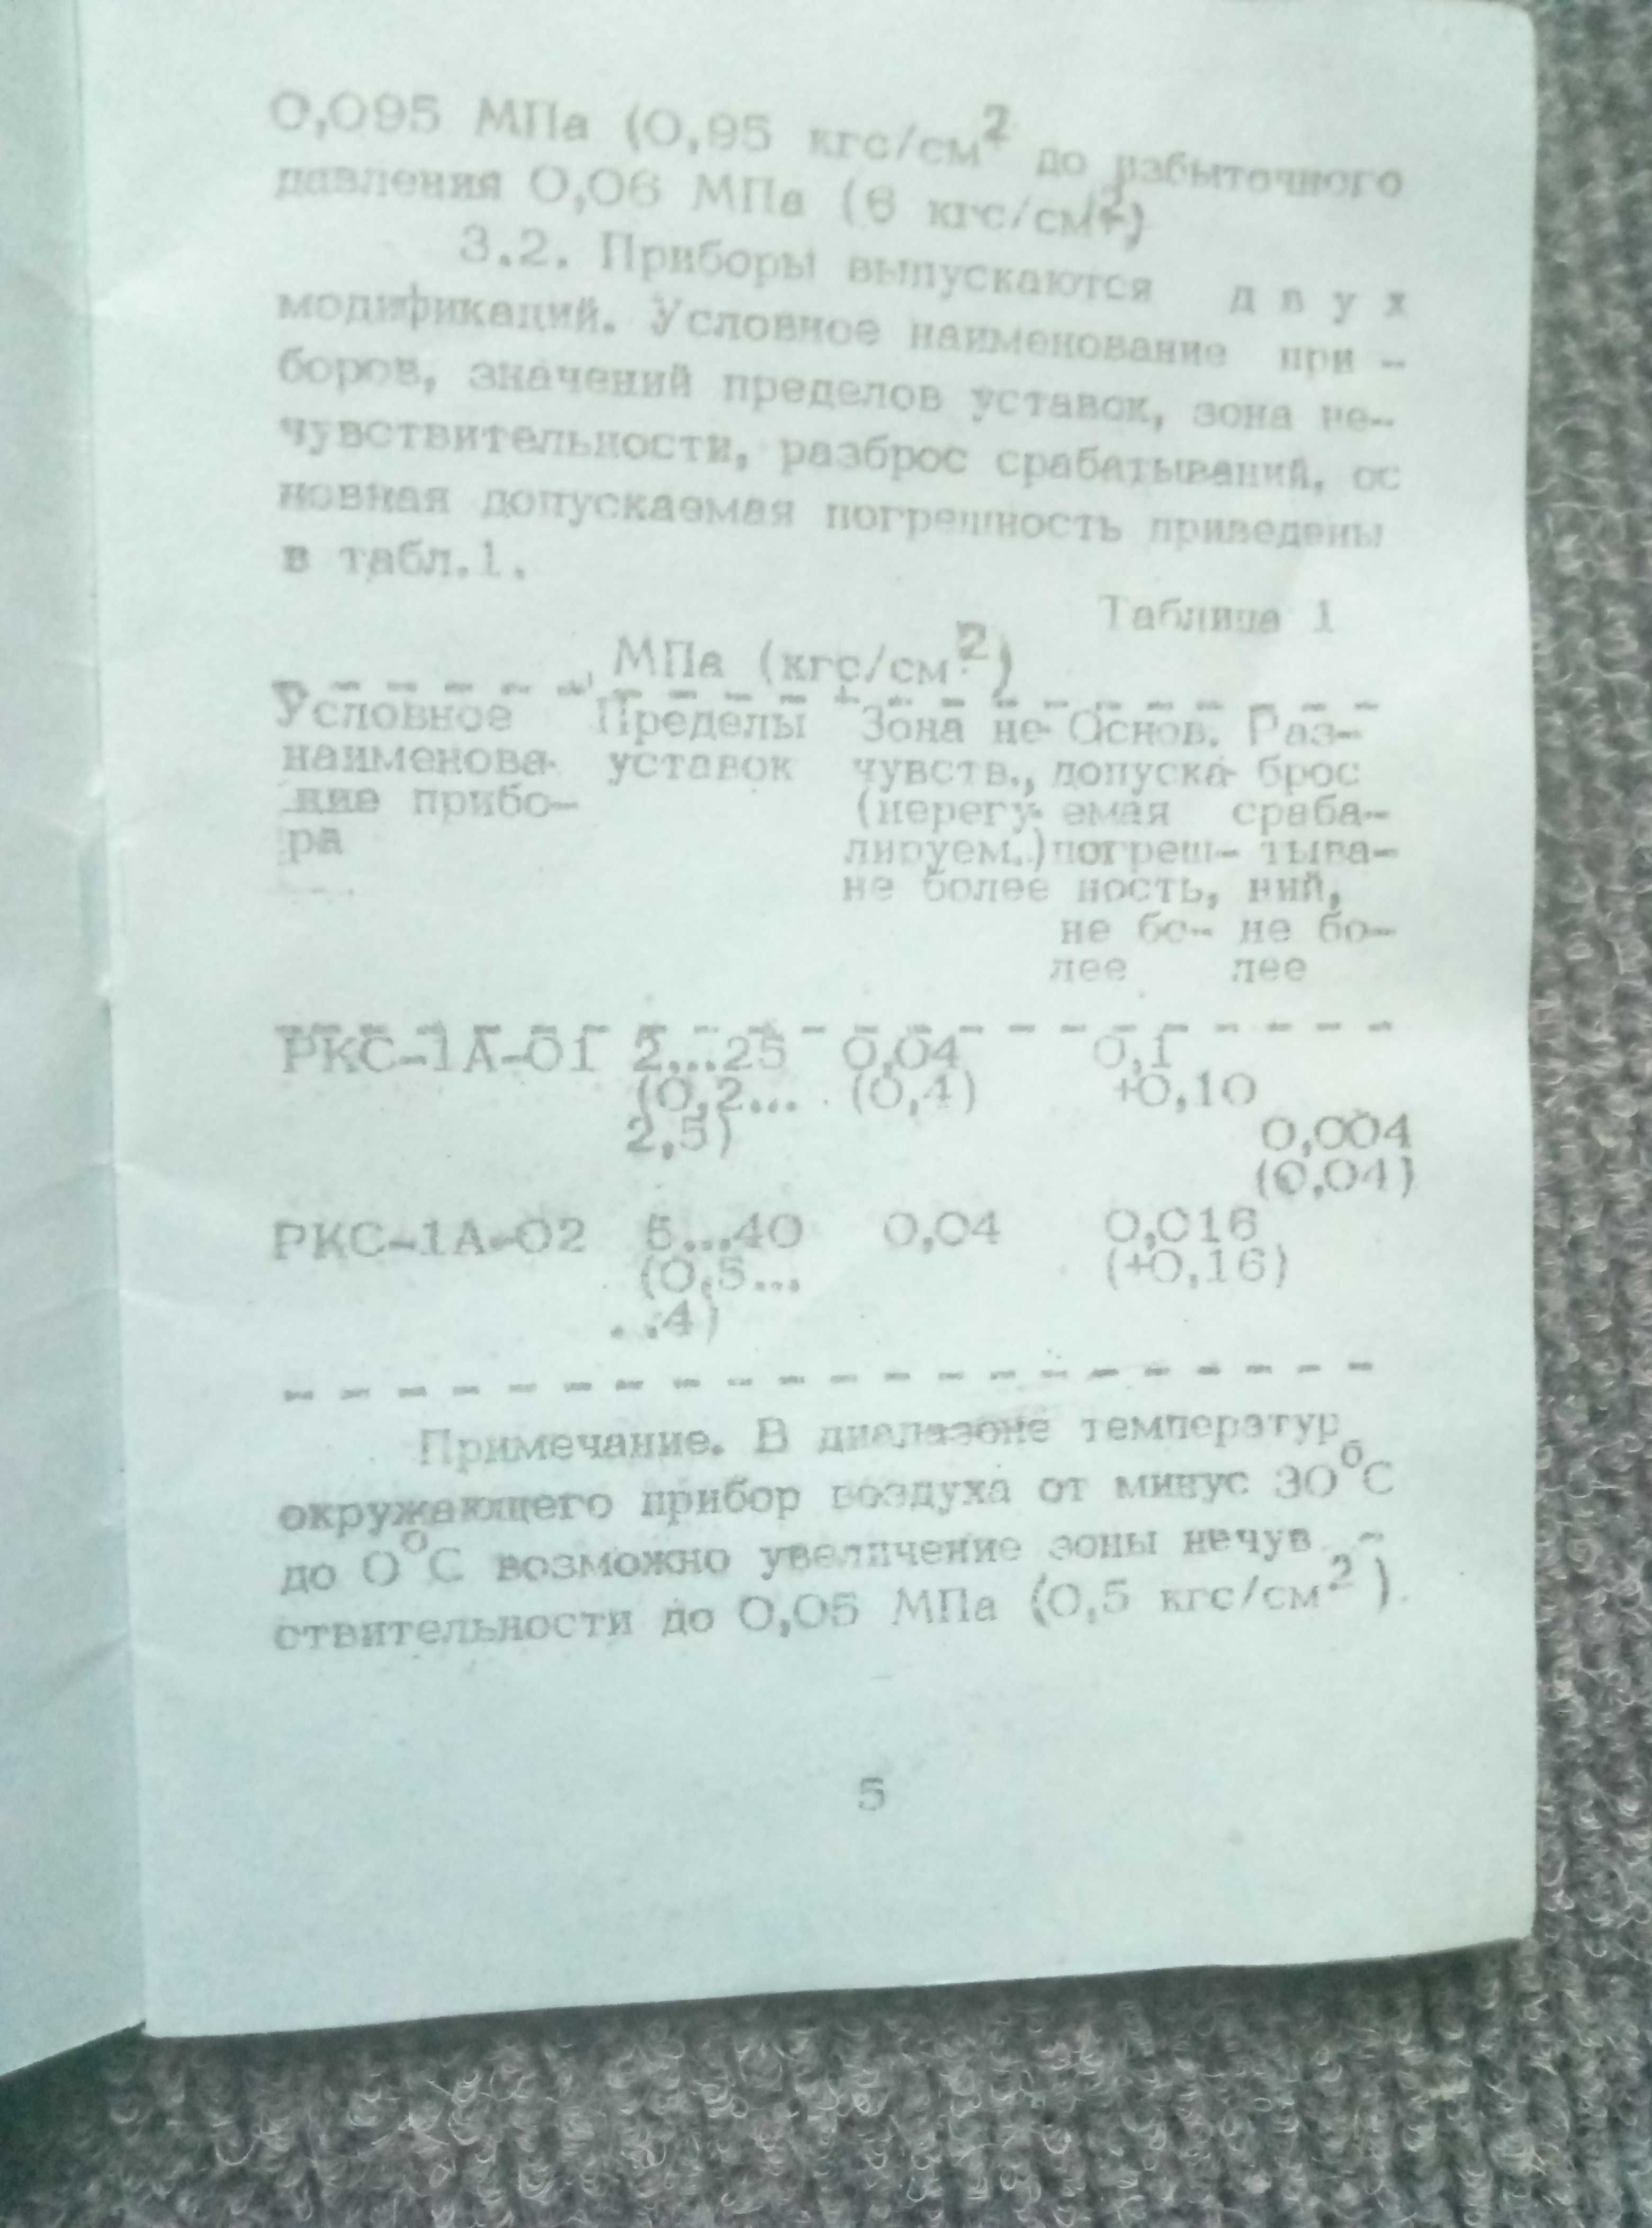 0,095 МПа (0,95 кгс/см2 до избыточного
давления 0,06 МПа (6 кгс/см2)
3.2. Приборы выпускаются д в у х
модификаций. Условное наименование при -
боров, значений пределов уставок, зона не-
чувствительности, разброс срабатываний, ос
новная допускаемая погрешность приведены
в табл.1.
Таблица 1
МПа (кгс/см2)
Условное Пределы Зона не- Основ. Раз-
наименова- уставок чувств., допуска- брос
ние прибо- (нерегу- емая сраба-
ра лируем.) погреш- тыва-
не более ность, ний,
не бо- не бо-
лее лее
РКС-1А-01 2...25 0,04 0,1
(0,2... (0,4) +0,10
2,5) 0,004
(0,04)
РКС-1А-02 5...40 0,04 0,016
(0,5... (+0,16)
...4)
Примечание. В диапазоне температур
окружающего прибор воздуха от минус 30°С
до 0°С возможно увеличение зоны нечув -
ствительности до 0,05 МПа (0,5 кгс/см2).
5